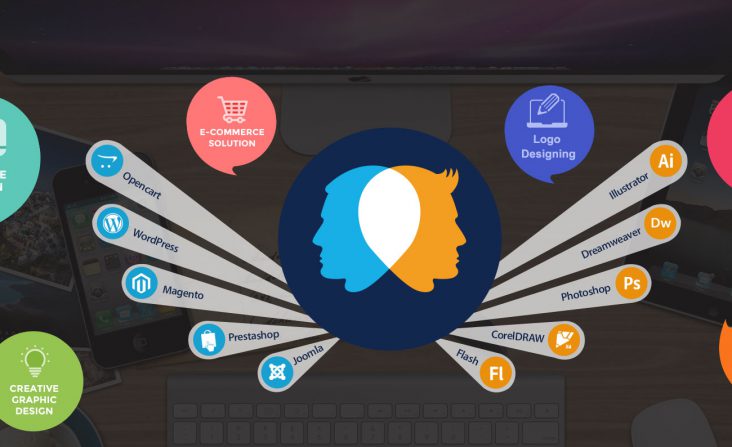 E-COMMERCE
SOLUTION
Logo
Designing
Opencart
WordPress
Magento
Prestashop
Joomla
Ai
Illustrator
Dw
Dreamweaver
Ps
Photoshop
CorelDRAW
Fl
Flash
CREATIVE
GRAPHIC
DESIGN